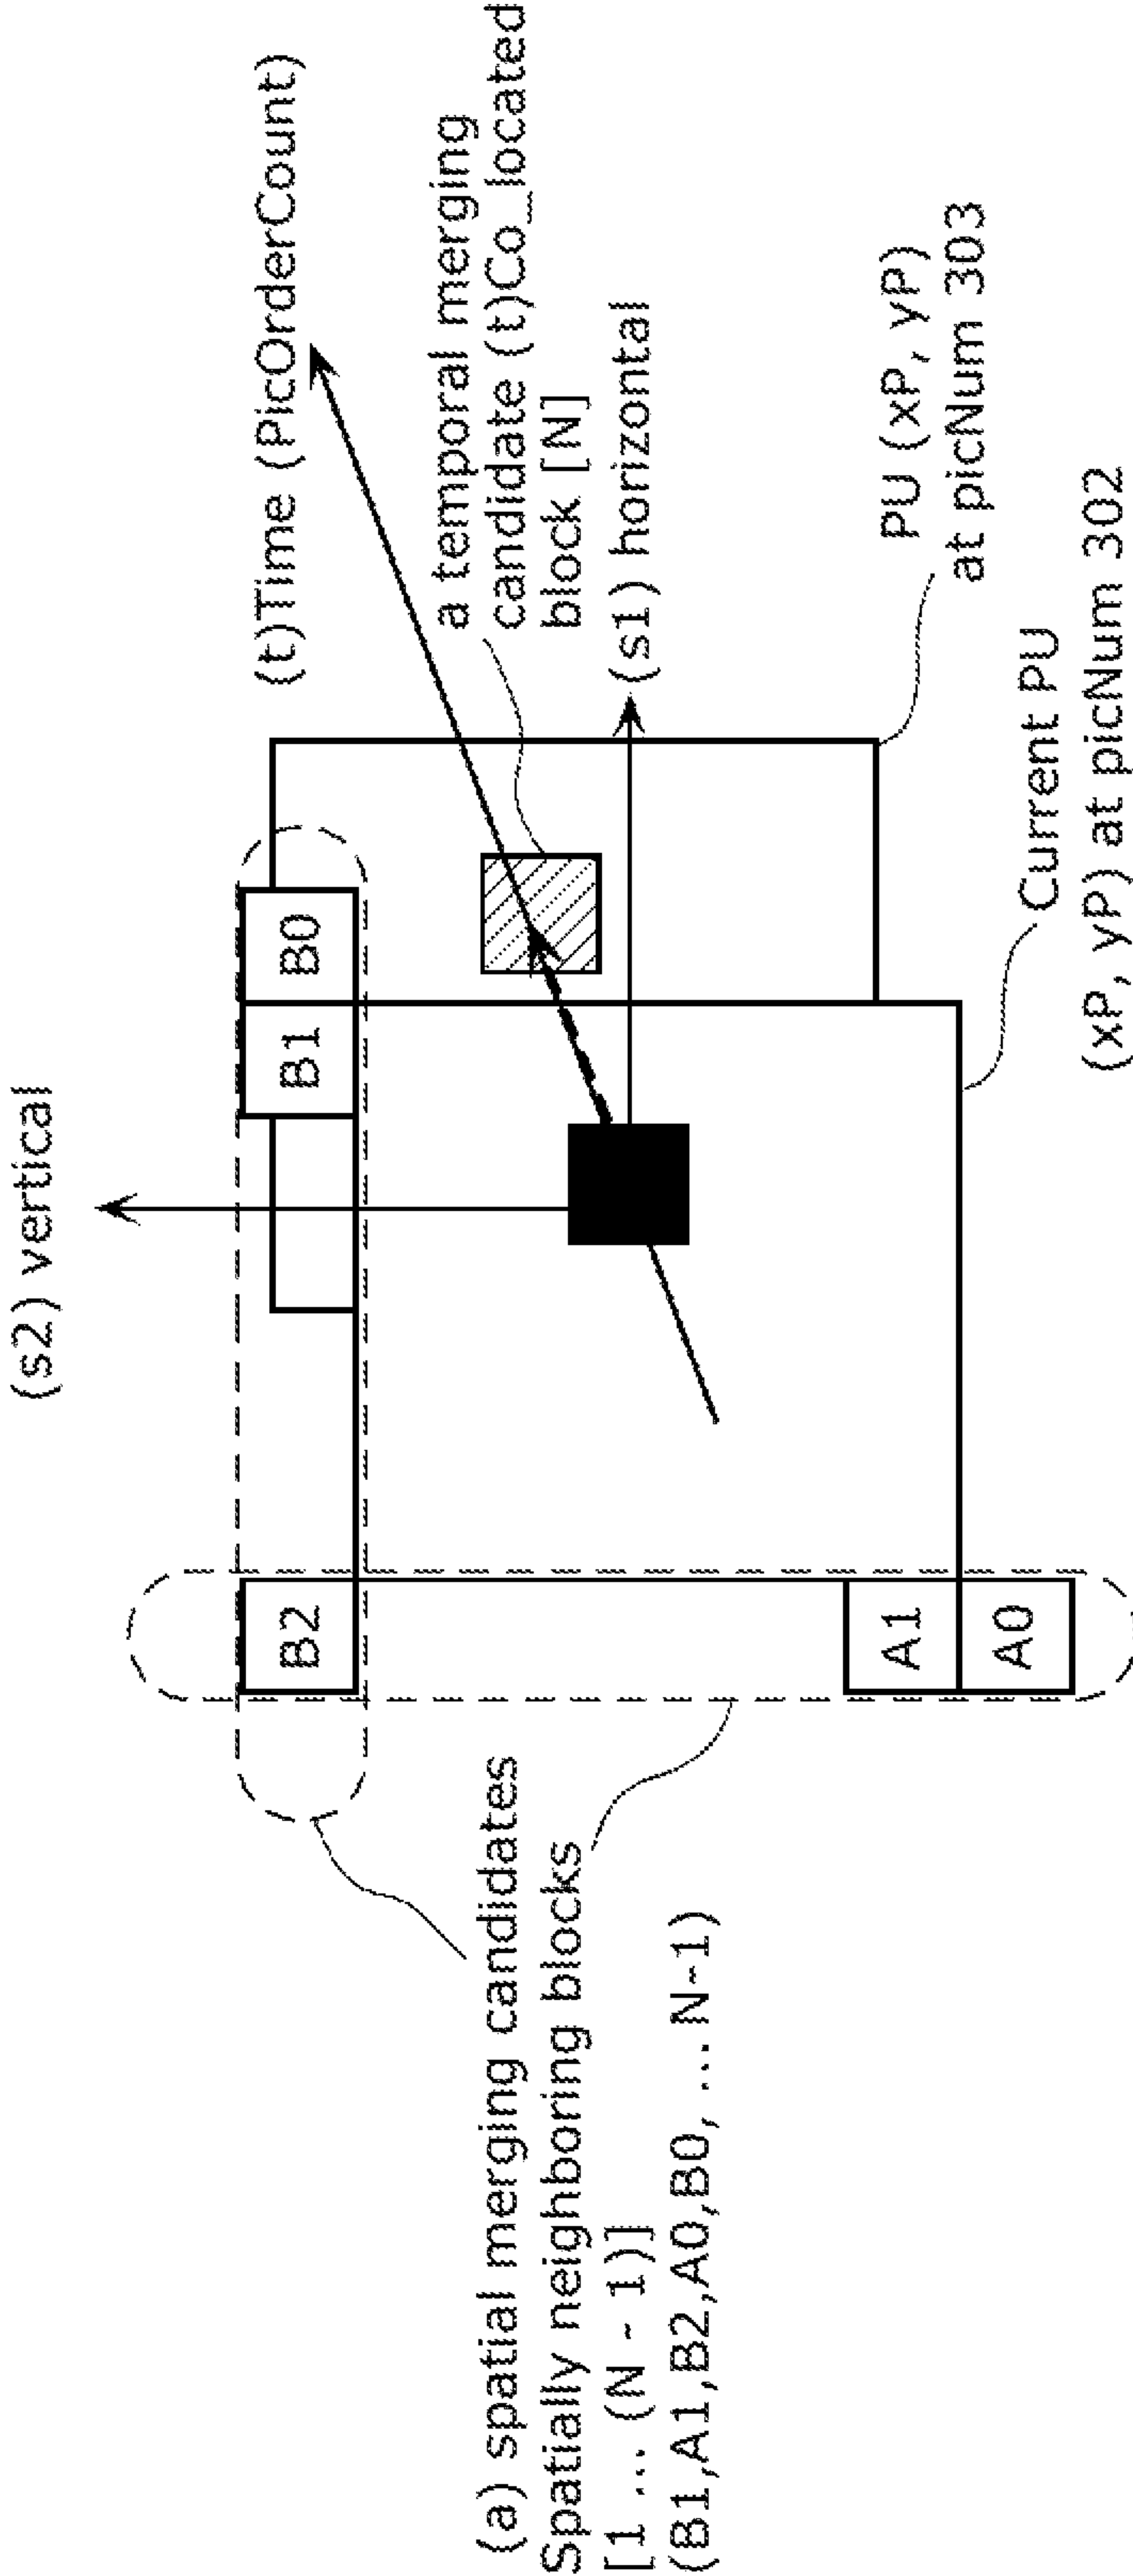 (s2) vertical
(t)Time (PicOrderCount)
B2
B1
B0
a temporal merging
candidate (t)Co_located
block [N]
(s1) horizontal
(a) spatial merging candidates
Spatially neighboring blocks
[1 ... (N - 1)]
(B1,A1,B2,A0,B0, ... N-1)
A1
A0
PU (xP, yP)
at picNum 303
Current PU
(xP, yP) at picNum 302